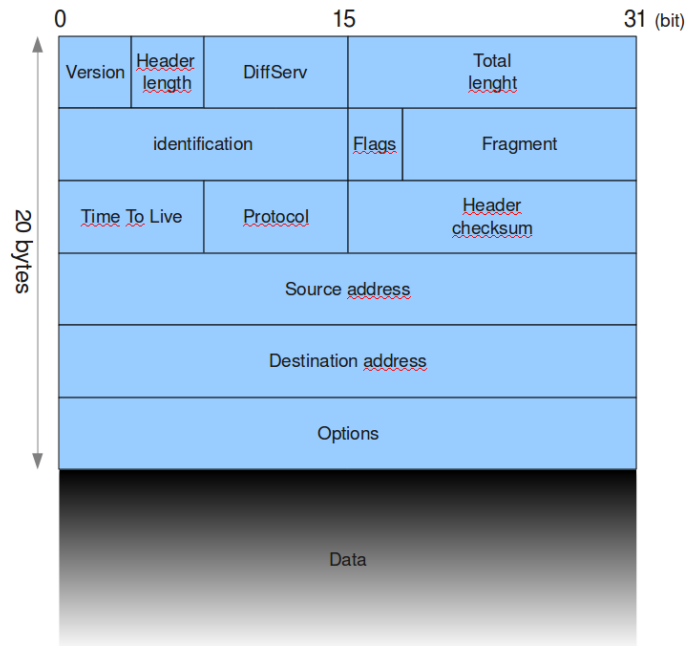 0 15 31 (bit)
Version Header length DiffServ Total lenght
identification Flags Fragment
Time To Live Protocol Header checksum
Source address
Destination address
Options
20 bytes
Data